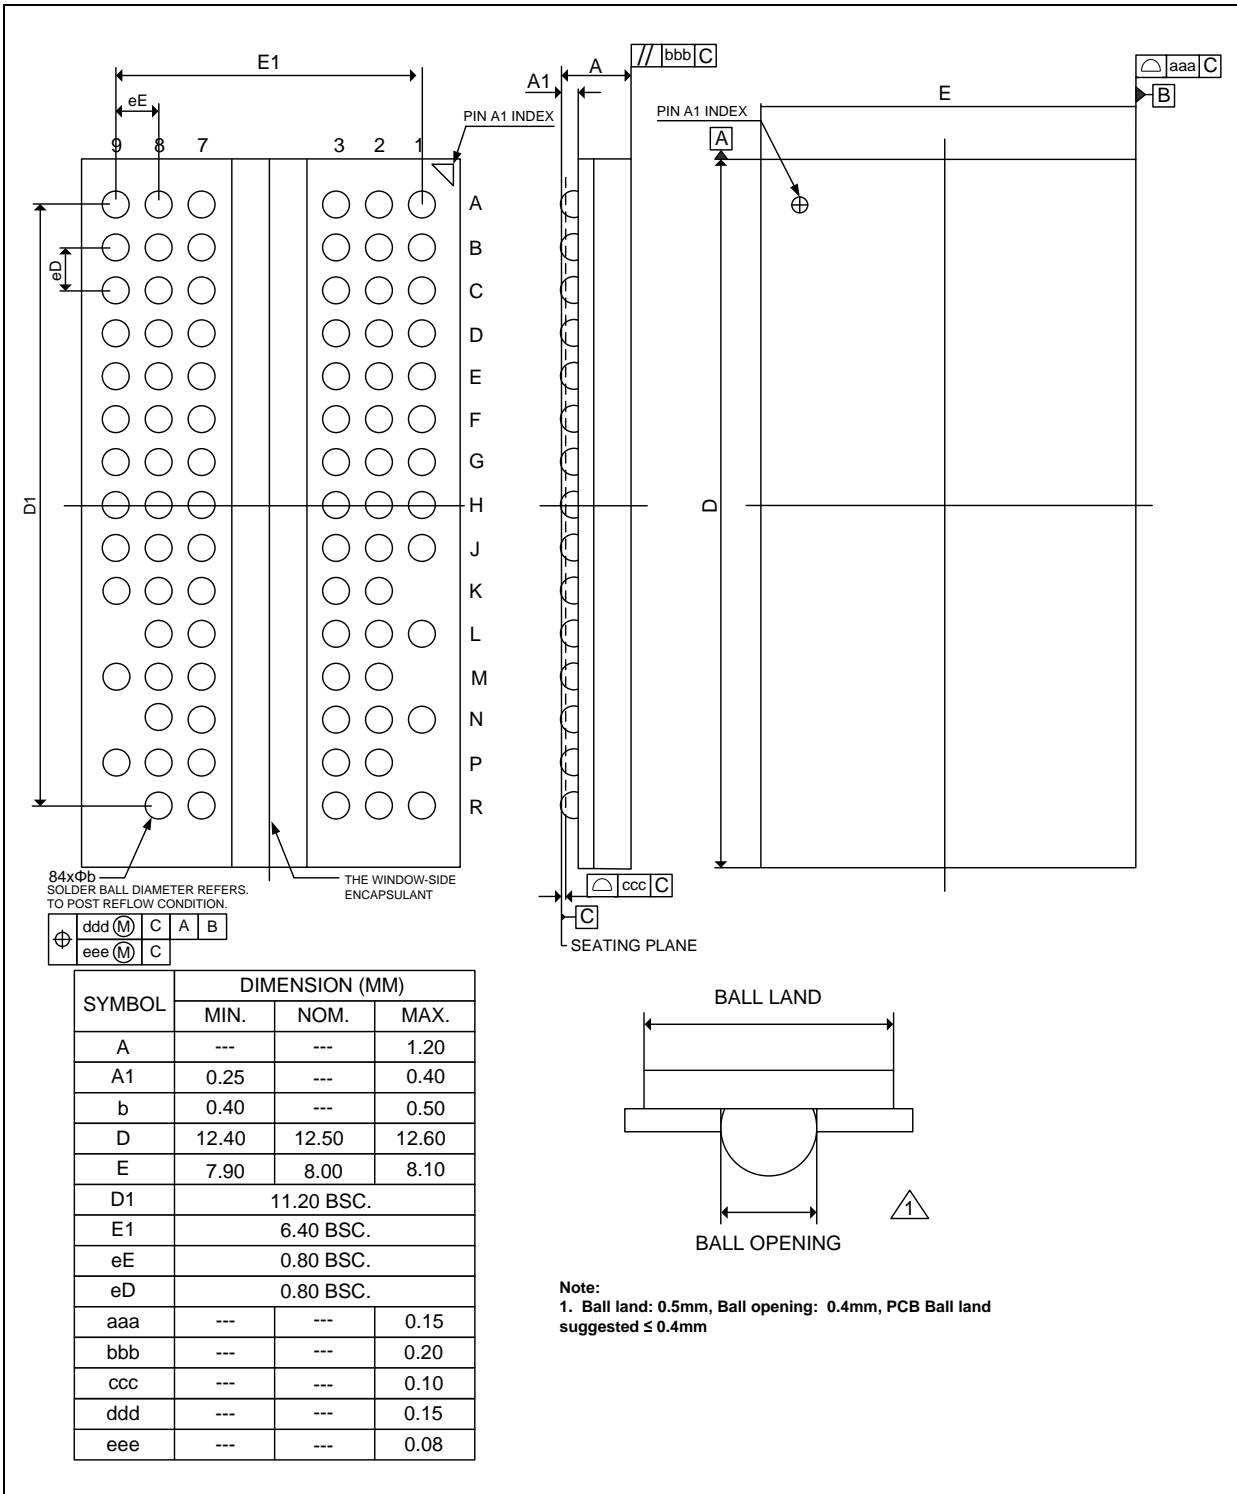 E1
A
// bbb C
aaa C
A1
eE
E
B
PIN A1 INDEX
PIN A1 INDEX
9 8 7 3 2 1
A
A
B
eD
C
D
E
F
G
D1
H
D
J
K
L
M
N
P
R
84xΦb
SOLDER BALL DIAMETER REFERS.
TO POST REFLOW CONDITION.
THE WINDOW-SIDE
ENCAPSULANT
ccc C
C
SEATING PLANE
ddd M C A B
eee M C
SYMBOL DIMENSION (MM)
MIN. NOM. MAX.
A --- --- 1.20
A1 0.25 --- 0.40
b 0.40 --- 0.50
D 12.40 12.50 12.60
E 7.90 8.00 8.10
D1 11.20 BSC.
E1 6.40 BSC.
eE 0.80 BSC.
eD 0.80 BSC.
aaa --- --- 0.15
bbb --- --- 0.20
ccc --- --- 0.10
ddd --- --- 0.15
eee --- --- 0.08
BALL LAND
1
BALL OPENING
Note:
1. Ball land: 0.5mm, Ball opening: 0.4mm, PCB Ball land
suggested ≤ 0.4mm